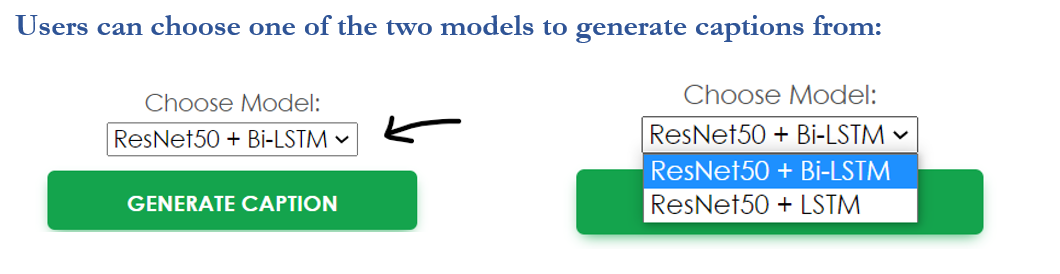 Users can choose one of the two models to generate captions from:
Choose Model:
ResNet50 + Bi-LSTM
GENERATE CAPTION
Choose Model:
ResNet50 + Bi-LSTM
ResNet50 + Bi-LSTM
ResNet50 + LSTM